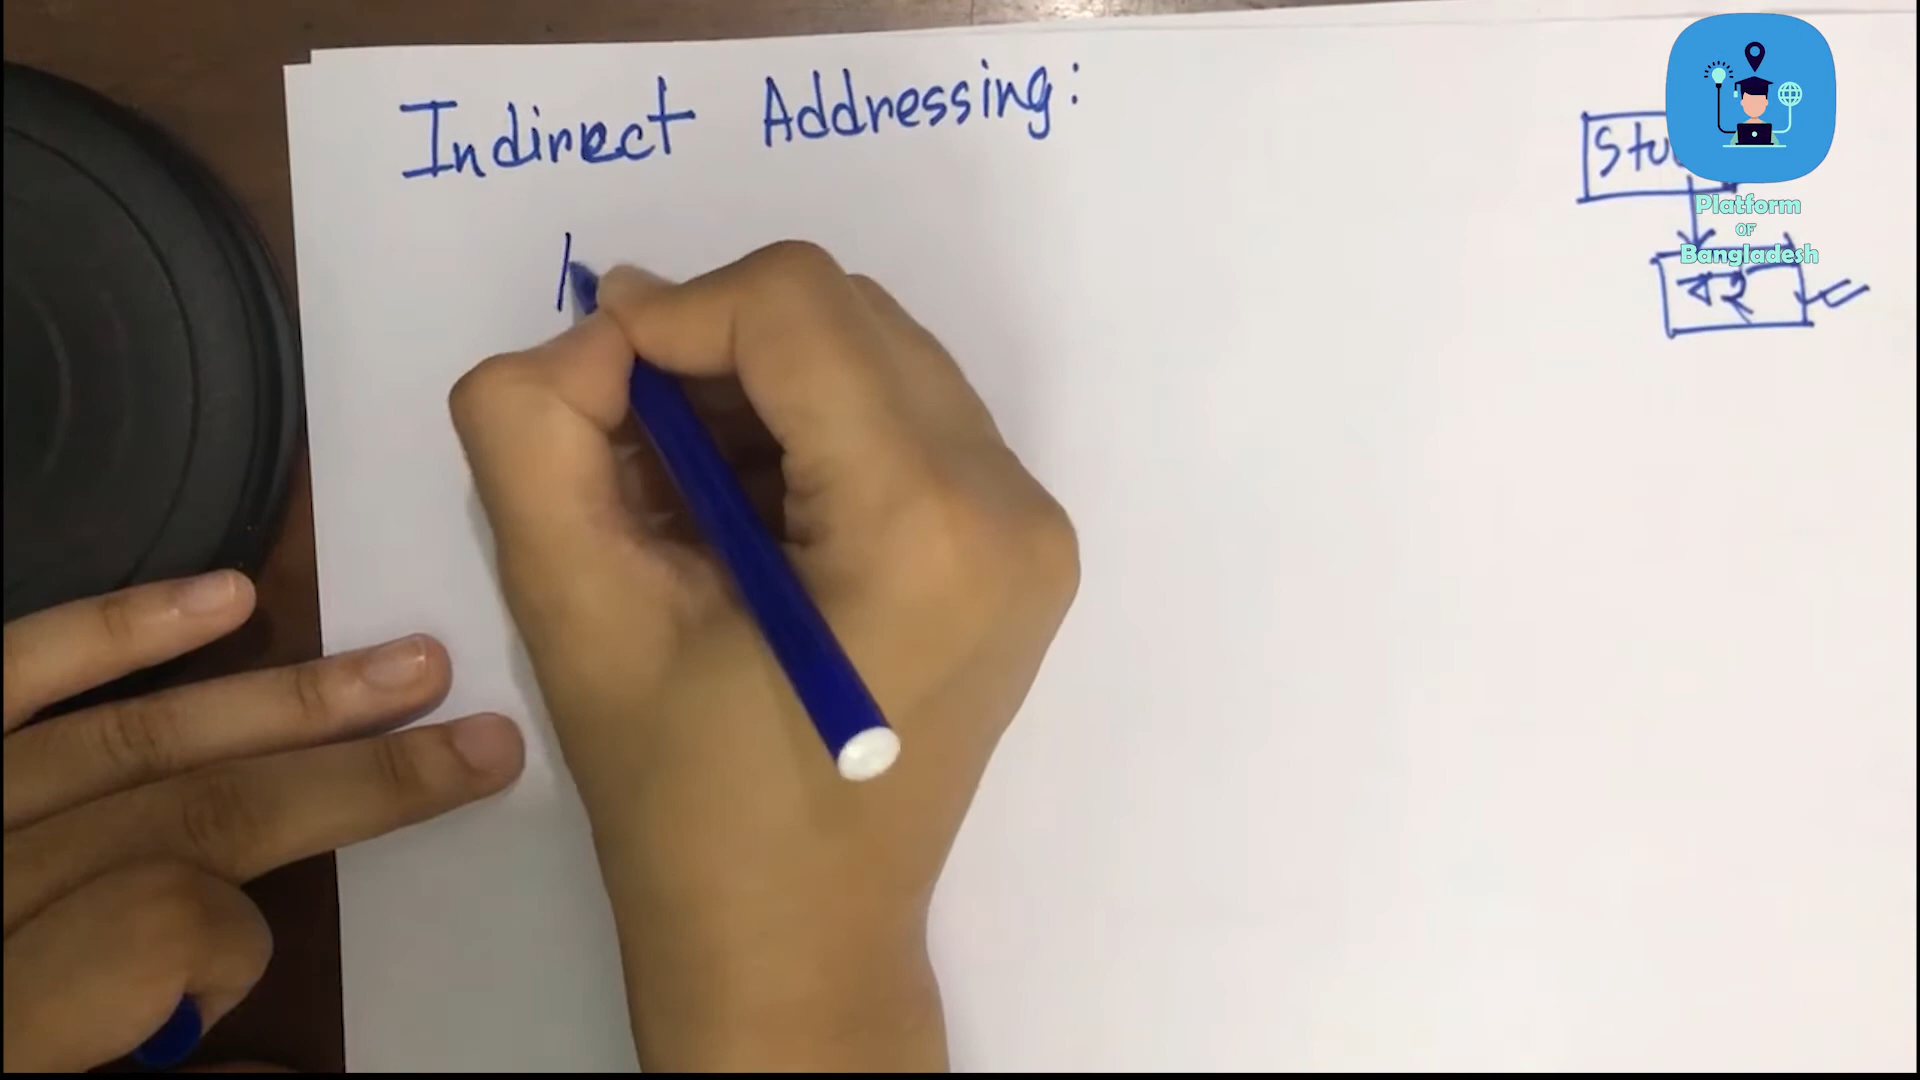 Indirect Addressing:
Platform
OF
Bangladesh
বই